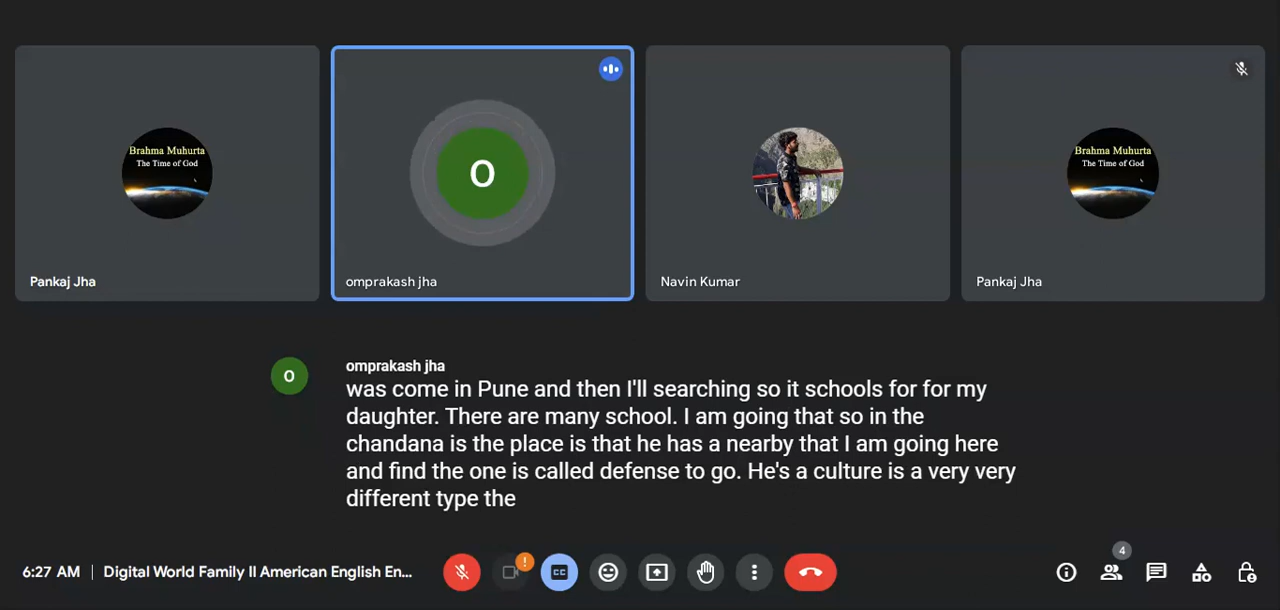 Brahma Muhurta
The Time of God
Pankaj Jha
O
omprakash jha
Navin Kumar
Brahma Muhurta
The Time of God
Pankaj Jha
O
omprakash jha
was come in Pune and then I'll searching so it schools for for my
daughter. There are many school. I am going that so in the
chandana is the place is that he has a nearby that I am going here
and find the one is called defense to go. He's a culture is a very very
different type the
6:27 AM | Digital World Family II American English En...
!
CC
4